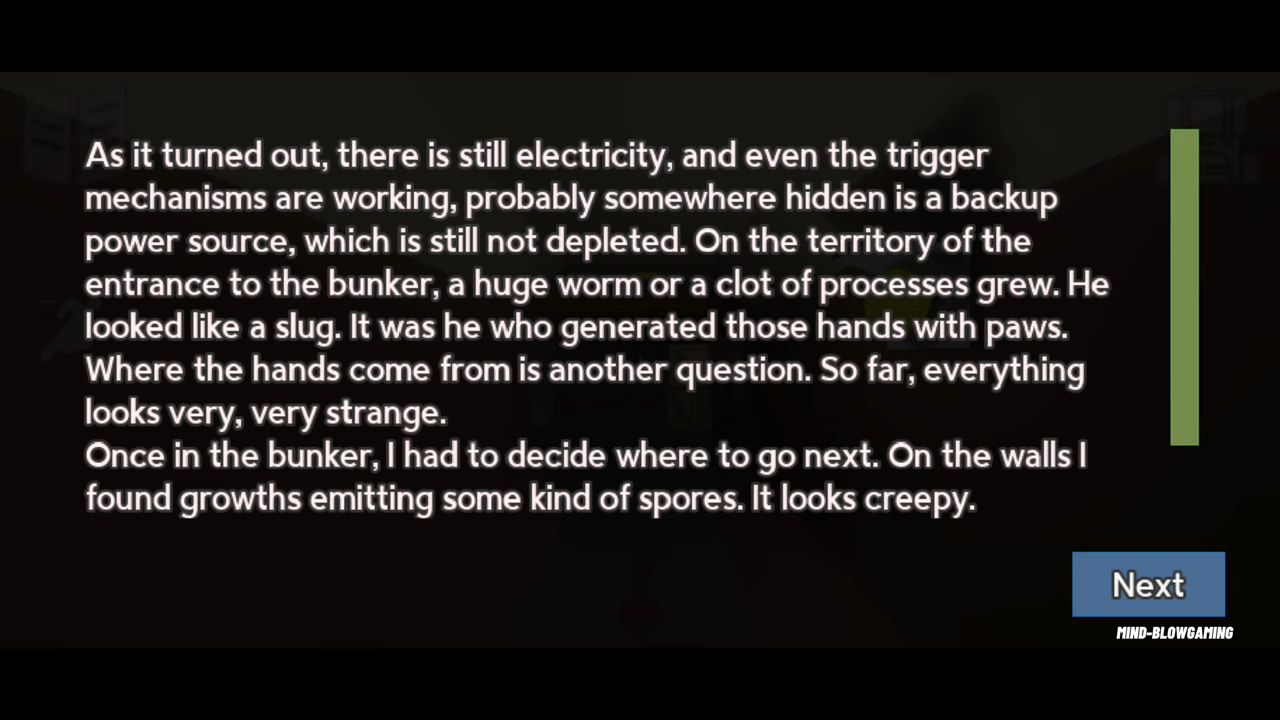 As it turned out, there is still electricity, and even the trigger
mechanisms are working, probably somewhere hidden is a backup
power source, which is still not depleted. On the territory of the
entrance to the bunker, a huge worm or a clot of processes grew. He
looked like a slug. It was he who generated those hands with paws.
Where the hands come from is another question. So far, everything
looks very, very strange.
Once in the bunker, I had to decide where to go next. On the walls I
found growths emitting some kind of spores. It looks creepy.
Next
MIND-BLOWGAMING